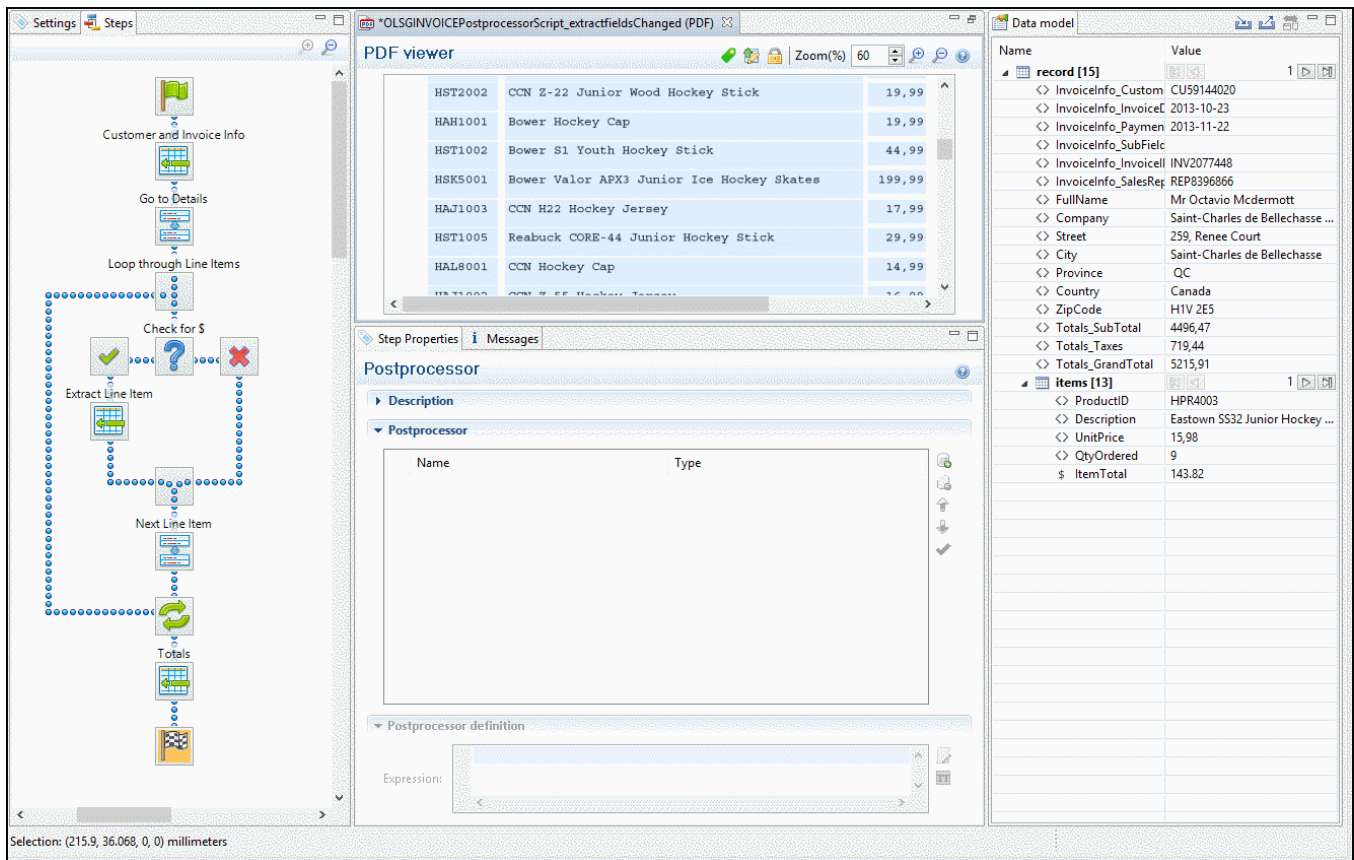 Settings Steps
Customer and Invoice Info
Go to Details
Loop through Line Items
Check for $
Extract Line Item
Next Line Item
Totals
*OLSGINVOICEPostprocessorScript_extractfieldsChanged (PDF)
PDF viewer Zoom(%) 60
HST2002 CCN Z-22 Junior Wood Hockey Stick 19,99
HAH1001 Bower Hockey Cap 19,99
HST1002 Bower S1 Youth Hockey Stick 44,99
HSK5001 Bower Valor APX3 Junior Ice Hockey Skates 199,99
HAJ1003 CCN H22 Hockey Jersey 17,99
HST1005 Reabuck CORE-44 Junior Hockey Stick 29,99
HAL8001 CCN Hockey Cap 14,99
Step Properties Messages
Postprocessor
Description
Postprocessor
Name Type
Postprocessor definition
Expression:
Data model
Name Value
record [15] 1
InvoiceInfo_Custom CU59144020
InvoiceInfo_InvoiceD 2013-10-23
InvoiceInfo_Paymen 2013-11-22
InvoiceInfo_SubField
InvoiceInfo_InvoiceI INV2077448
InvoiceInfo_SalesRep REP8396866
FullName Mr Octavio Mcdermott
Company Saint-Charles de Bellechasse ...
Street 259, Renee Court
City Saint-Charles de Bellechasse
Province QC
Country Canada
ZipCode H1V 2E5
Totals_SubTotal 4496,47
Totals_Taxes 719,44
Totals_GrandTotal 5215,91
items [13] 1
ProductID HPR4003
Description Eastown SS32 Junior Hockey ...
UnitPrice 15,98
QtyOrdered 9
$ ItemTotal 143.82
Selection: (215.9, 36.068, 0, 0) millimeters